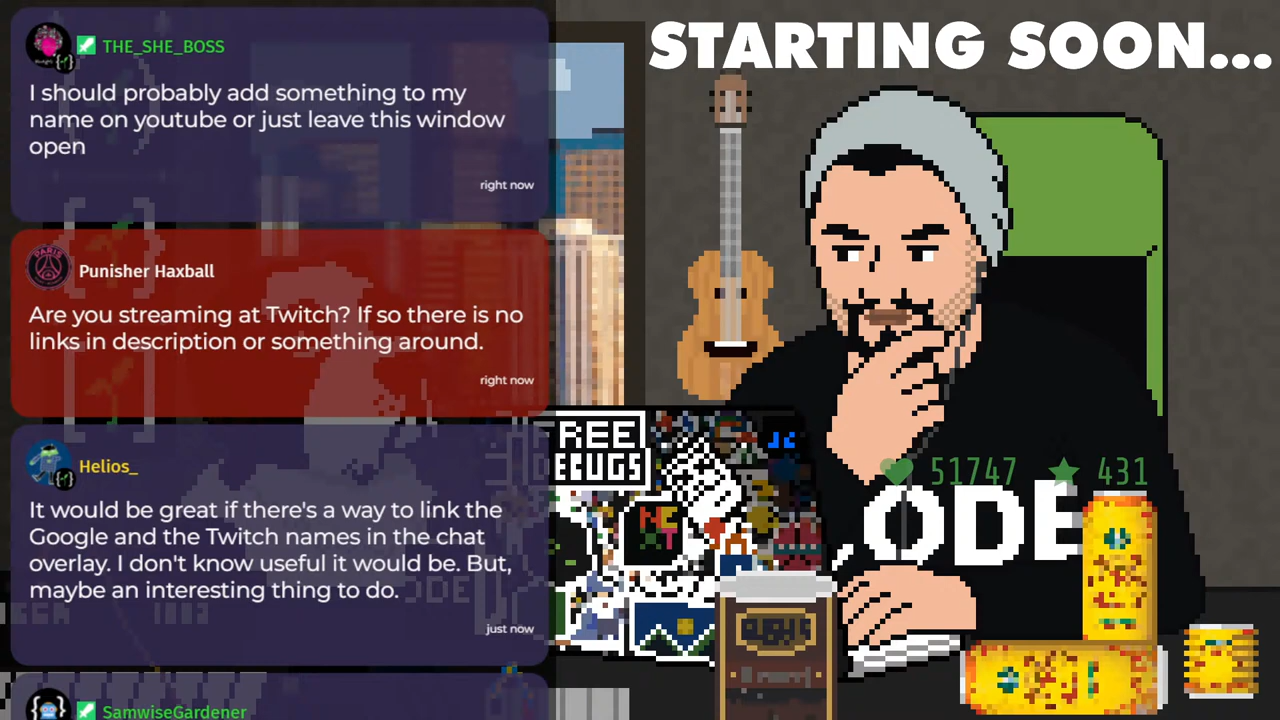 STARTING SOON...
THE_SHE_BOSS
I should probably add something to my
name on youtube or just leave this window
open
right now
Punisher Haxball
Are you streaming at Twitch? If so there is no
links in description or something around.
right now
Helios_
It would be great if there's a way to link the
Google and the Twitch names in the chat
overlay. I don't know useful it would be. But,
maybe an interesting thing to do.
just now
SamwiseGardener
51747
431